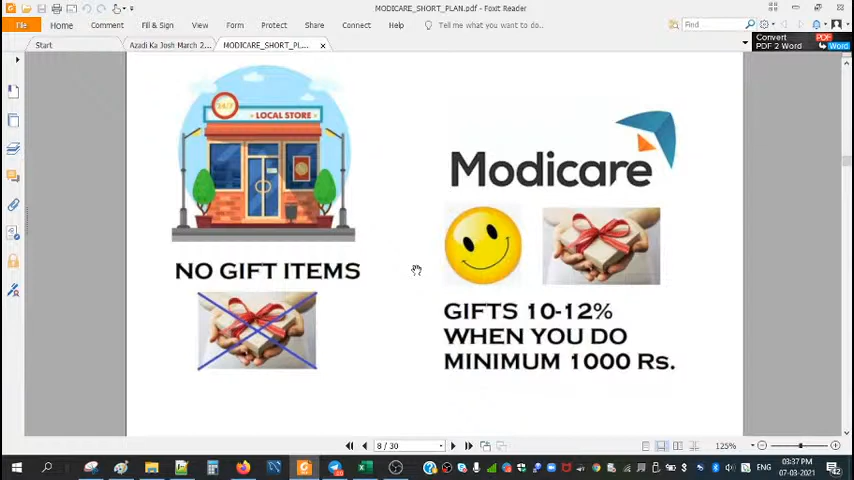 MODICARE_SHORT_PLAN.pdf - Foxit Reader
File Home Comment Fill & Sign View Form Protect Share Connect Help Tell me what you want to do.. Find
Start Azadi Ka Josh March 2... MODICARE_SHORT_PL...
Convert PDF
PDF 2 Word Word
24/7
LOCAL STORE
Modicare
NO GIFT ITEMS
GIFTS 10-12%
WHEN YOU DO
MINIMUM 1000 Rs.
8 / 30 125%
ENG 03:37 PM
07-03-2021